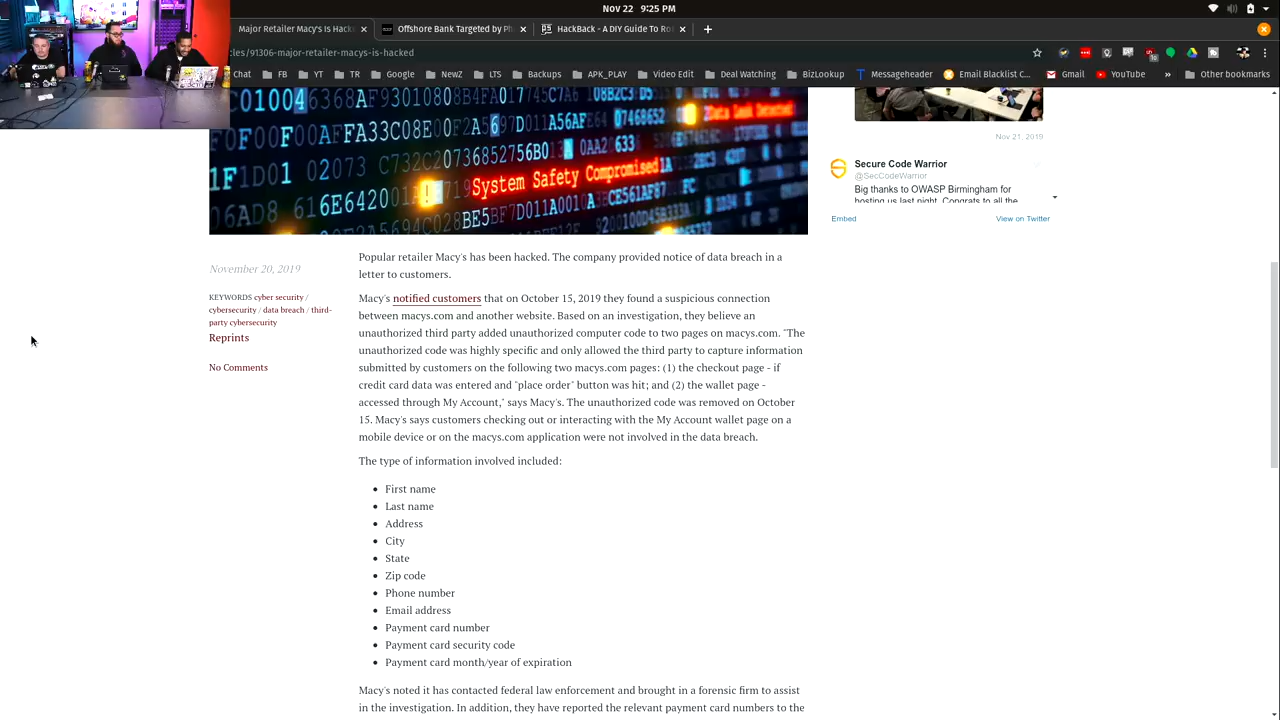 Nov 22 9:25 PM
Major Retailer Macy's Is Hack
Offshore Bank Targeted by
Hackback - A DIY Guide To Ro
cles/91306-major-retailer-macys-is-hacked
Chat FB YT TR Google NewZ LTS Backups APK_PLAY to Edit Deal Watching BizLookup Message Headers Email Blacklist C... Gmail YouTube Other bookmarks
System Safety Compromised
Nov 21, 2019
Secure Code Warrior
@SecCodeWarrior
Big thanks to OWASP Birmingham for
hosting us last night. Congrats to all the
Embed View on Twitter
November 20, 2019
KEYWORDS cyber security /
cybersecurity / data breach / third-
party cybersecurity
Reprints
No Comments
Popular retailer Macy's has been hacked. The company provided notice of data breach in a
letter to customers.
Macy's notified customers that on October 15, 2019 they found a suspicious connection
between macys.com and another website. Based on an investigation, they believe an
unauthorized third party added unauthorized computer code to two pages on macys.com. "The
unauthorized code was highly specific and only allowed the third party to capture information
submitted by customers on the following two macys.com pages: (1) the checkout page - if
credit card data was entered and "place order" button was hit; and (2) the wallet page -
accessed through My Account," says Macy's. The unauthorized code was removed on October
15. Macy's says customers checking out or interacting with the My Account wallet page on a
mobile device or on the macys.com application were not involved in the data breach.
The type of information involved included:
First name
Last name
Address
City
State
Zip code
Phone number
Email address
Payment card number
Payment card security code
Payment card month/year of expiration
Macy's noted it has contacted federal law enforcement and brought in a forensic firm to assist
in the investigation. In addition, they have reported the relevant payment card numbers to the